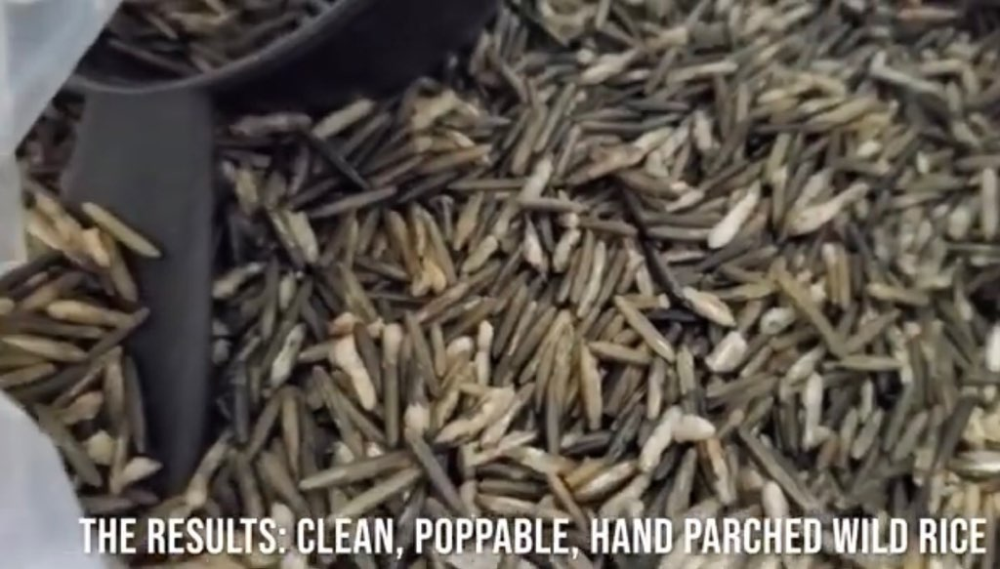 THE RESULTS: CLEAN, POPPABLE, HAND PARCHED WILD RICE